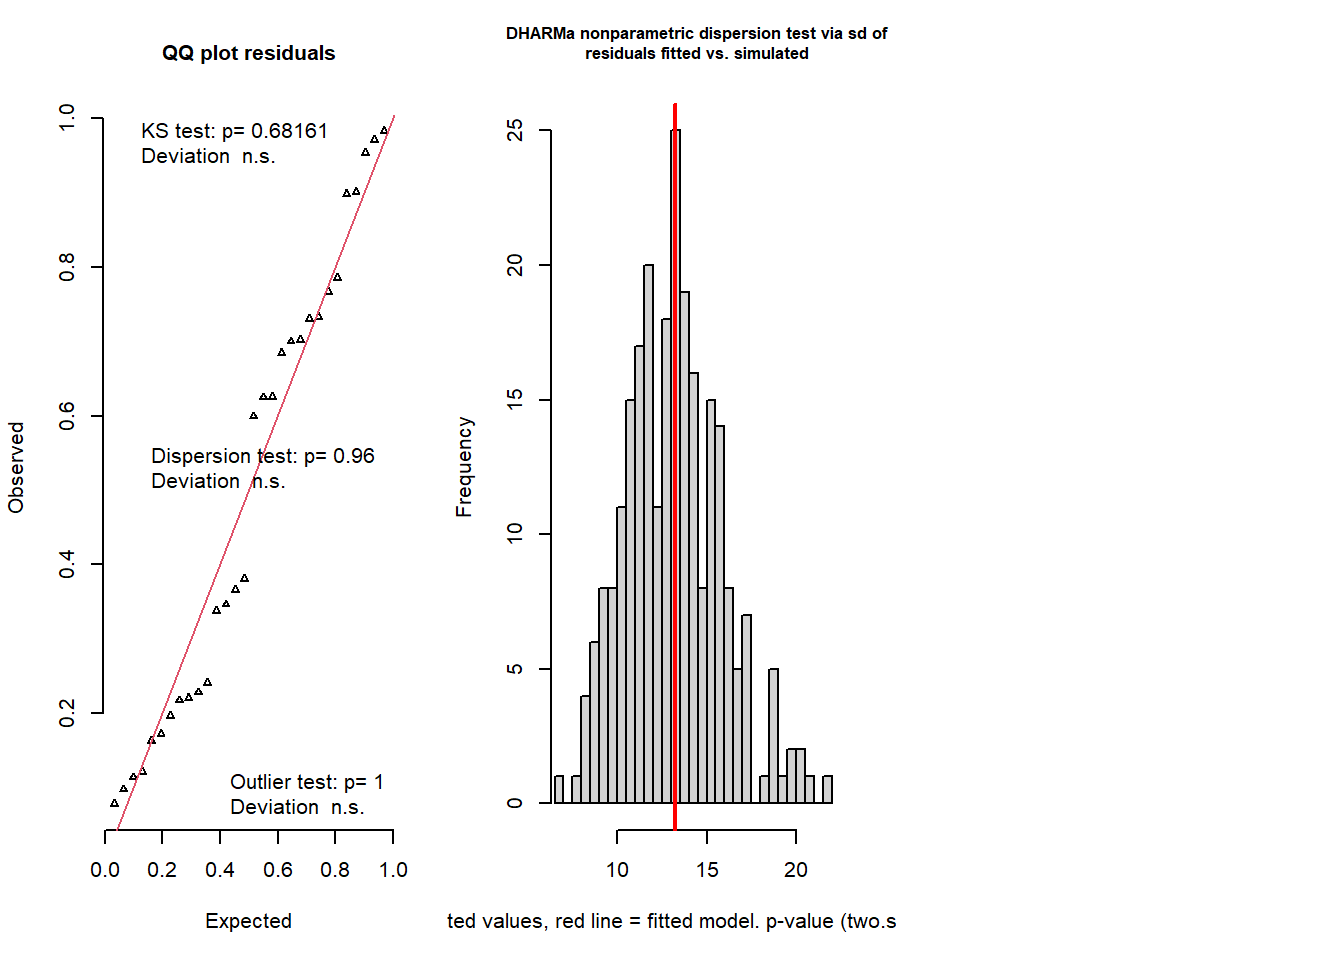 QQ plot residuals
KS test: p= 0.68161
Deviation  n.s.
Dispersion test: p= 0.96
Deviation  n.s.
Outlier test: p= 1
Deviation  n.s.
Observed
1.0
0.8
0.6
0.4
0.2
0.0 0.2 0.4 0.6 0.8 1.0
Expected
DHARMa nonparametric dispersion test via sd of
residuals fitted vs. simulated
Frequency
25
20
15
10
5
0
10 15 20
ted values, red line = fitted model. p-value (two.s